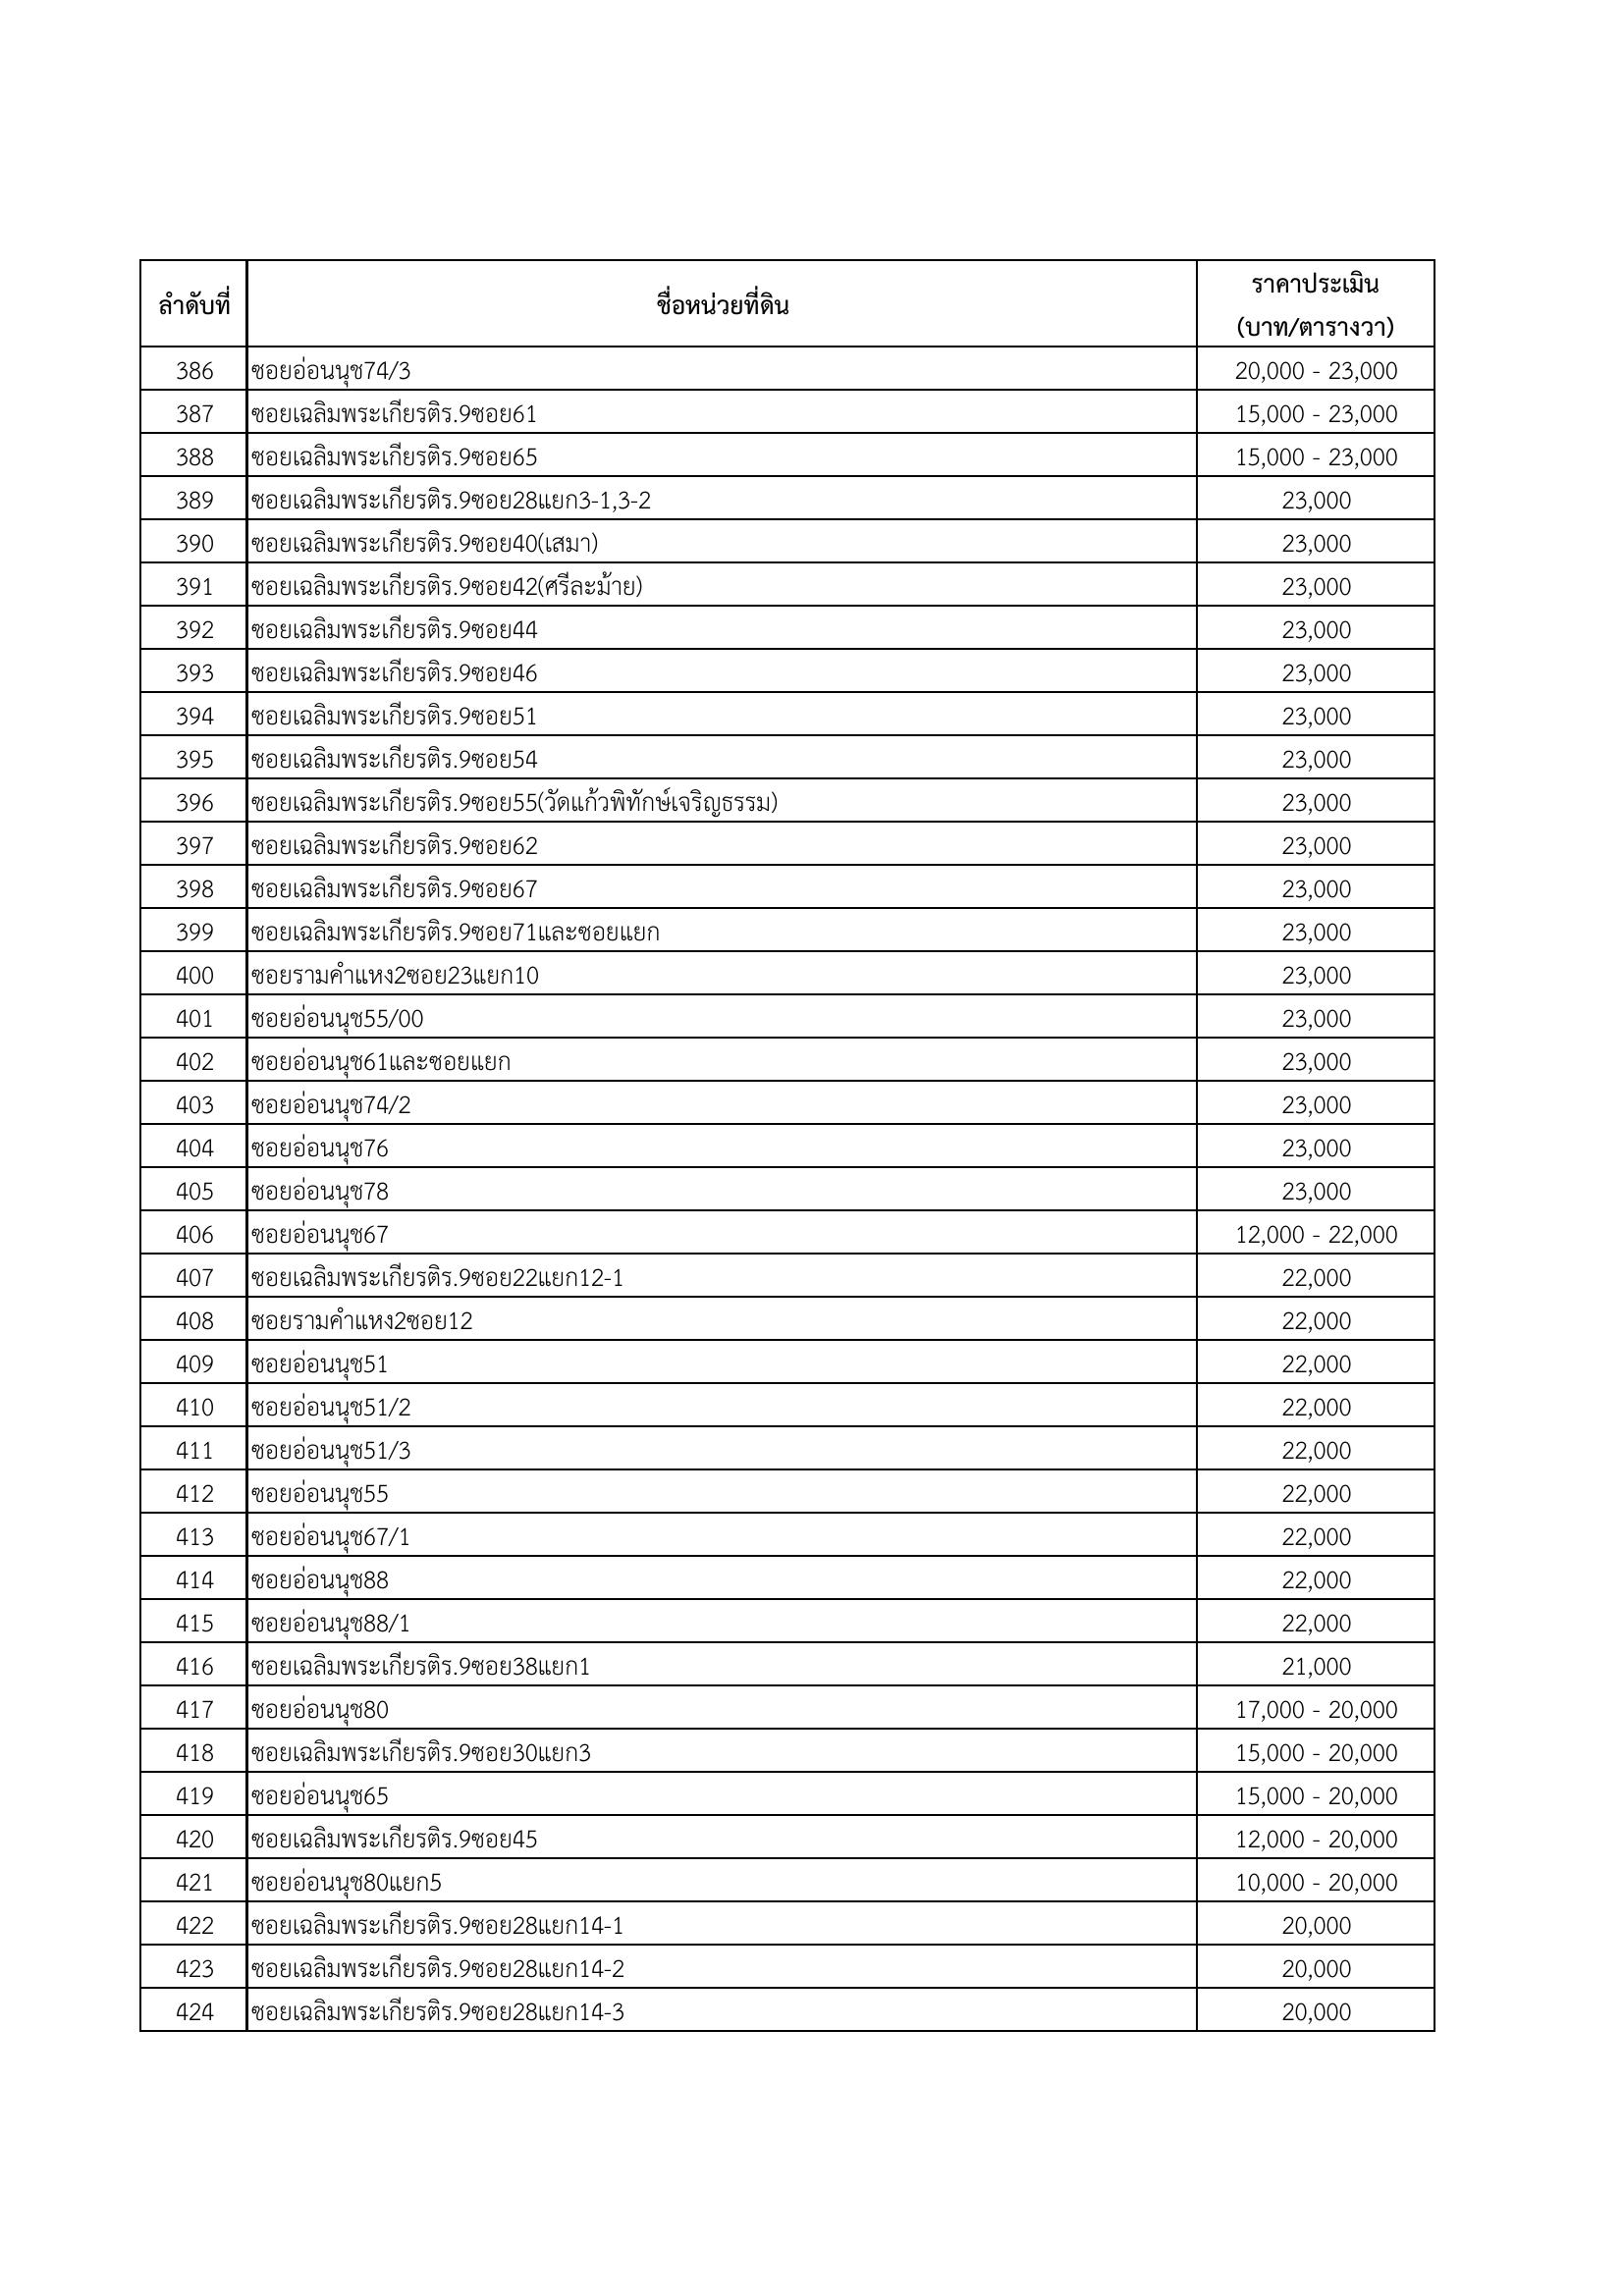 ลำดับที่ ชื่อหน่วยที่ดิน ราคาประเมิน
(บาท/ตารางวา)
386 ซอยอ่อนนุช74/3 20,000 - 23,000
387 ซอยเฉลิมพระเกียรติร.9ซอย61 15,000 - 23,000
388 ซอยเฉลิมพระเกียรติร.9ซอย65 15,000 - 23,000
389 ซอยเฉลิมพระเกียรติร.9ซอย28แยก3-1,3-2 23,000
390 ซอยเฉลิมพระเกียรติร.9ซอย40(เสมา) 23,000
391 ซอยเฉลิมพระเกียรติร.9ซอย42(ศรีละม้าย) 23,000
392 ซอยเฉลิมพระเกียรติร.9ซอย44 23,000
393 ซอยเฉลิมพระเกียรติร.9ซอย46 23,000
394 ซอยเฉลิมพระเกียรติร.9ซอย51 23,000
395 ซอยเฉลิมพระเกียรติร.9ซอย54 23,000
396 ซอยเฉลิมพระเกียรติร.9ซอย55(วัดแก้วพิทักษ์เจริญธรรม) 23,000
397 ซอยเฉลิมพระเกียรติร.9ซอย62 23,000
398 ซอยเฉลิมพระเกียรติร.9ซอย67 23,000
399 ซอยเฉลิมพระเกียรติร.9ซอย71และซอยแยก 23,000
400 ซอยรามคำแหง2ซอย23แยก10 23,000
401 ซอยอ่อนนุช55/00 23,000
402 ซอยอ่อนนุช61และซอยแยก 23,000
403 ซอยอ่อนนุช74/2 23,000
404 ซอยอ่อนนุช76 23,000
405 ซอยอ่อนนุช78 23,000
406 ซอยอ่อนนุช67 12,000 - 22,000
407 ซอยเฉลิมพระเกียรติร.9ซอย22แยก12-1 22,000
408 ซอยรามคำแหง2ซอย12 22,000
409 ซอยอ่อนนุช51 22,000
410 ซอยอ่อนนุช51/2 22,000
411 ซอยอ่อนนุช51/3 22,000
412 ซอยอ่อนนุช55 22,000
413 ซอยอ่อนนุช67/1 22,000
414 ซอยอ่อนนุช88 22,000
415 ซอยอ่อนนุช88/1 22,000
416 ซอยเฉลิมพระเกียรติร.9ซอย38แยก1 21,000
417 ซอยอ่อนนุช80 17,000 - 20,000
418 ซอยเฉลิมพระเกียรติร.9ซอย30แยก3 15,000 - 20,000
419 ซอยอ่อนนุช65 15,000 - 20,000
420 ซอยเฉลิมพระเกียรติร.9ซอย45 12,000 - 20,000
421 ซอยอ่อนนุช80แยก5 10,000 - 20,000
422 ซอยเฉลิมพระเกียรติร.9ซอย28แยก14-1 20,000
423 ซอยเฉลิมพระเกียรติร.9ซอย28แยก14-2 20,000
424 ซอยเฉลิมพระเกียรติร.9ซอย28แยก14-3 20,000